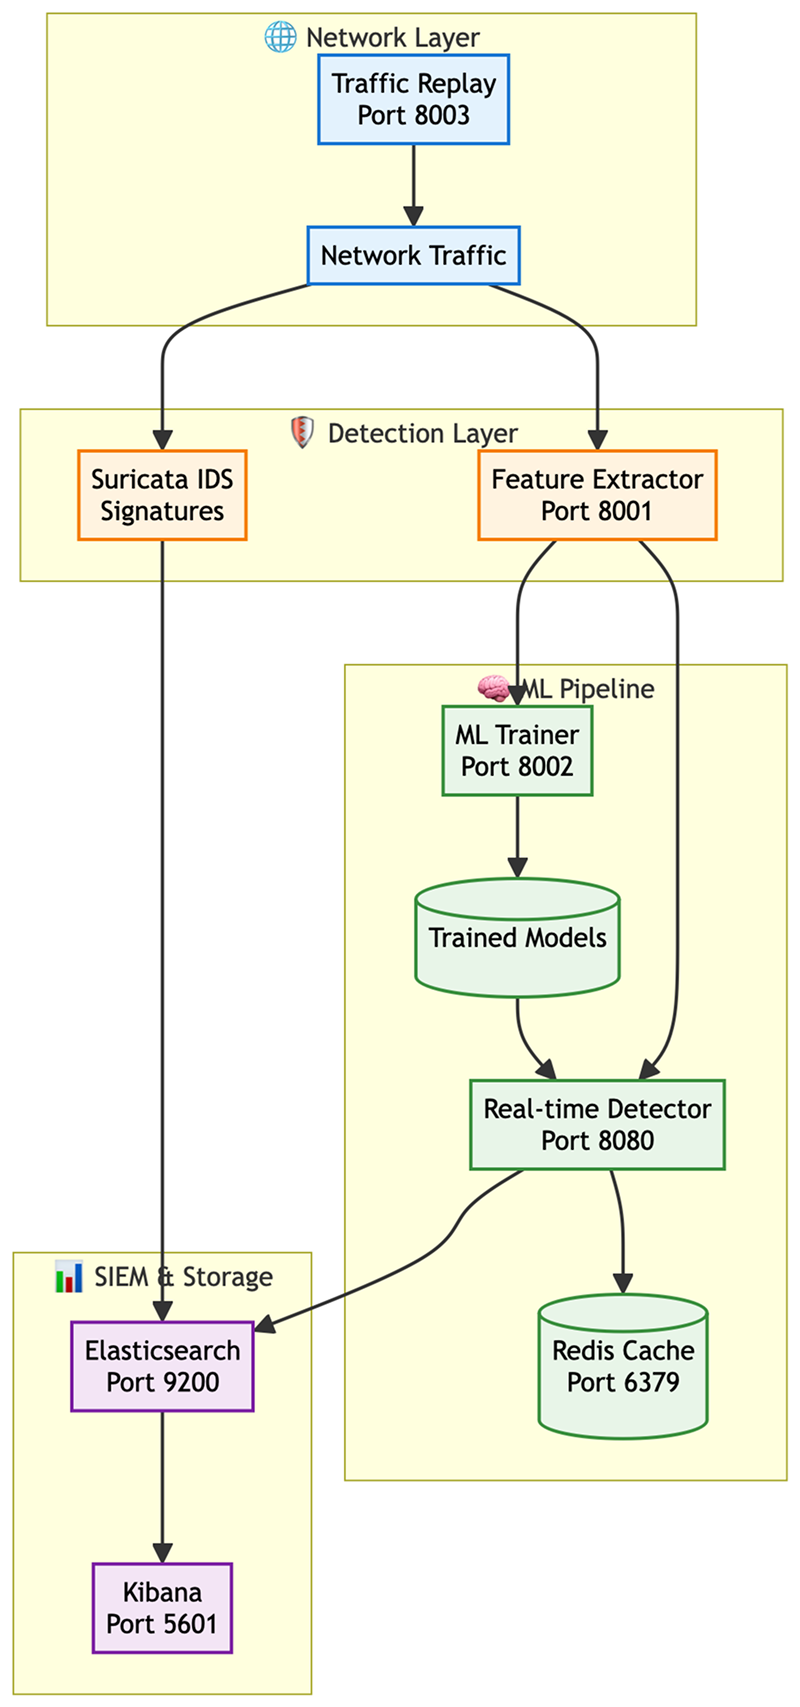 Network Layer
Traffic Replay
Port 8003
Network Traffic
Detection Layer
Suricata IDS
Signatures
Feature Extractor
Port 8001
ML Pipeline
ML Trainer
Port 8002
Trained Models
Real-time Detector
Port 8080
SIEM & Storage
Elasticsearch
Port 9200
Redis Cache
Port 6379
Kibana
Port 5601